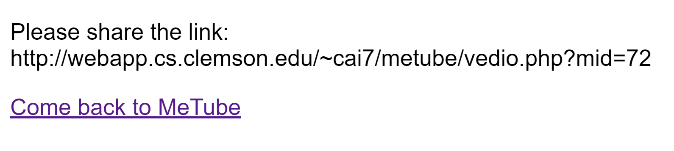 Please share the link:
http://webapp.cs.clemson.edu/~cai7/metube/vedio.php?mid=72
Come back to MeTube